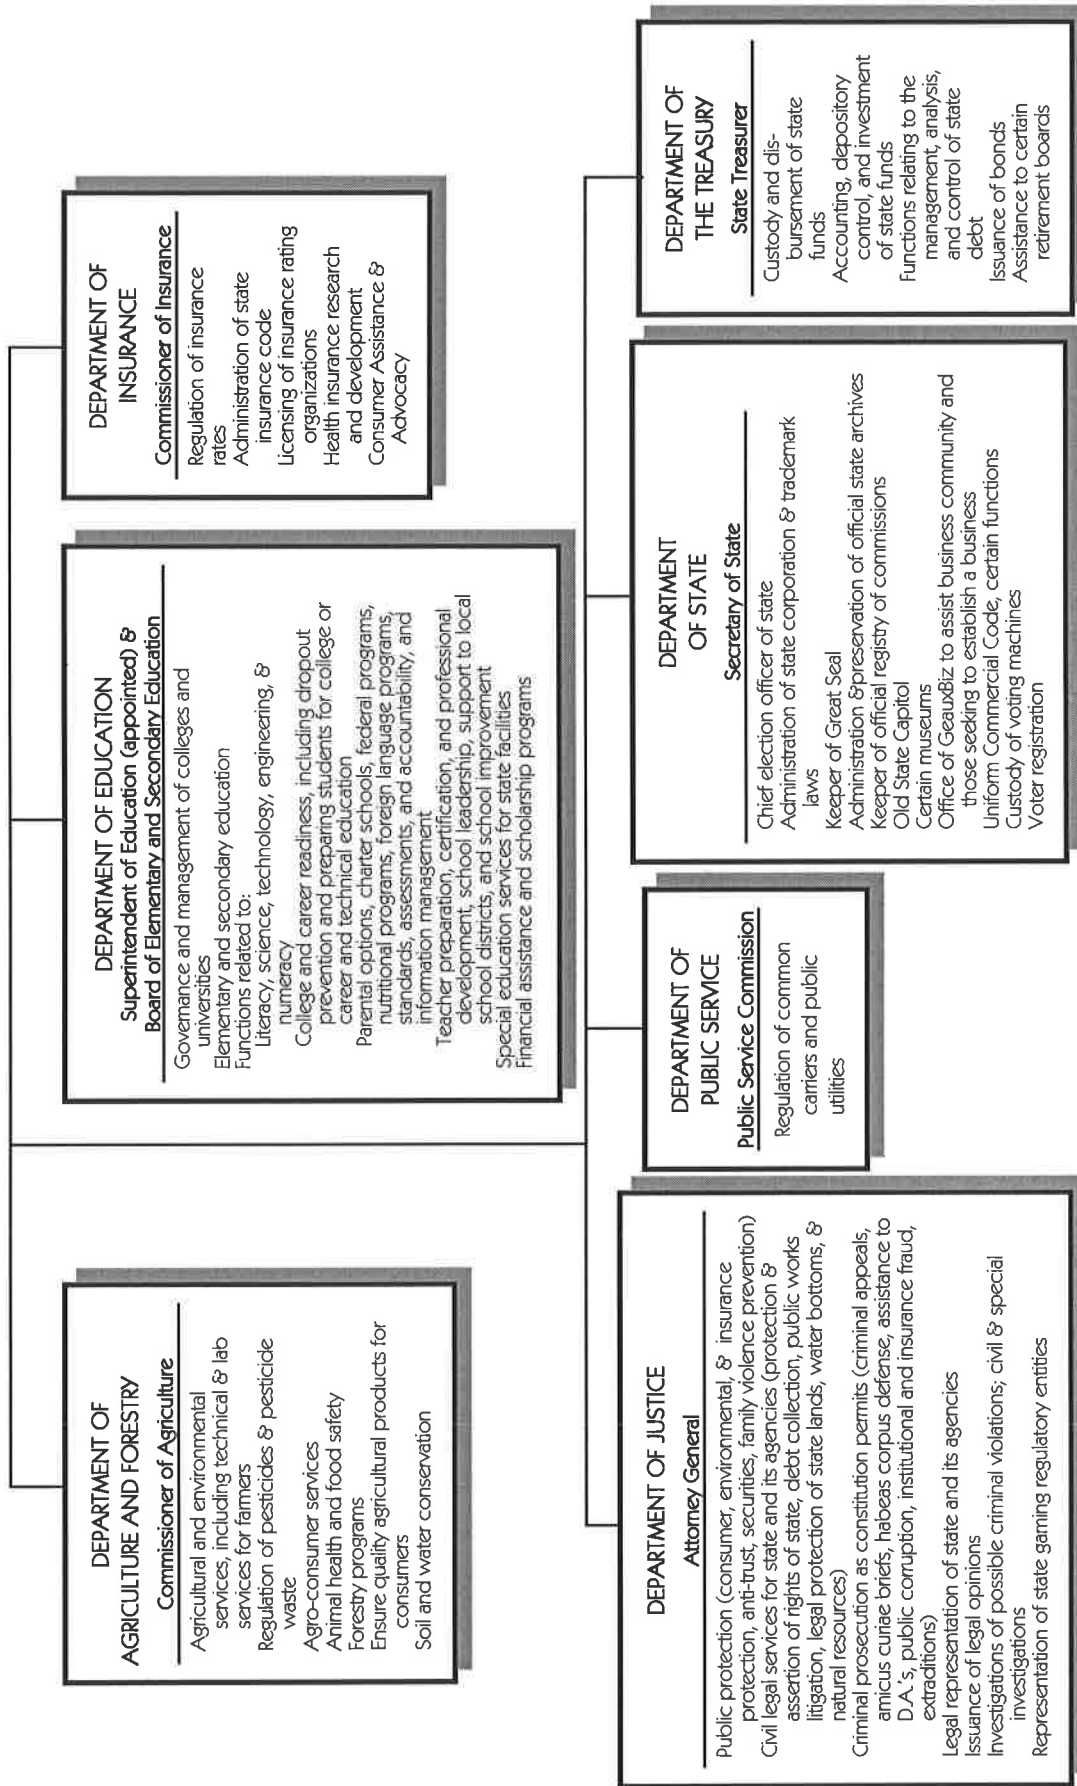 DEPARTMENT OF
AGRICULTURE AND FORESTRY
Commissioner of Agriculture
Agricultural and environmental
services, including technical & lab
services for farmers
Regulation of pesticides & pesticide
waste
Agro-consumer services
Animal health and food safety
Forestry programs
Ensure quality agricultural products for
consumers
Soil and water conservation
DEPARTMENT OF EDUCATION
Superintendent of Education (appointed) &
Board of Elementary and Secondary Education
Governance and management of colleges and
universities
Elementary and secondary education
Functions related to:
Literacy, science, technology, engineering, &
numeracy
College and career readiness, including dropout
prevention and preparing students for college or
career and technical education
Parental options, charter schools, federal programs,
nutritional programs, foreign language programs,
standards, assessments, and accountability, and
information management
Teacher preparation, certification, and professional
development, school leadership, support to local
school districts, and school improvement
Special education services for state facilities
Financial assistance and scholarship programs
DEPARTMENT OF
INSURANCE
Commissioner of Insurance
Regulation of insurance
rates
Administration of state
insurance code
Licensing of insurance rating
organizations
Health insurance research
and development
Consumer Assistance &
Advocacy
DEPARTMENT OF JUSTICE
Attorney General
Public protection (consumer, environmental, & insurance
protection, anti-trust, securities, family violence prevention)
Civil legal services for state and its agencies (protection &
assertion of rights of state, debt collection, public works
litigation, legal protection of state lands, water bottoms, &
natural resources)
Criminal prosecution as constitution permits (criminal appeals,
amicus curiae briefs, habeas corpus defense, assistance to
D.A.'s, public corruption, institutional and insurance fraud,
extraditions)
Legal representation of state and its agencies
Issuance of legal opinions
Investigations of possible criminal violations; civil & special
investigations
Representation of state gaming regulatory entities
DEPARTMENT OF
PUBLIC SERVICE
Public Service Commission
Regulation of common
carriers and public
utilities
DEPARTMENT
OF STATE
Secretary of State
Chief election officer of state
Administration of state corporation & trademark
laws
Keeper of Great Seal
Administration &preservation of official state archives
Keeper of official registry of commissions
Old State Capitol
Certain museums
Office of GeauxBiz to assist business community and
those seeking to establish a business
Uniform Commercial Code, certain functions
Custody of voting machines
Voter registration
DEPARTMENT OF
THE TREASURY
State Treasurer
Custody and dis-
bursement of state
funds
Accounting, depository
control, and investment
of state funds
Functions relating to the
management, analysis,
and control of state
debt
Issuance of bonds
Assistance to certain
retirement boards